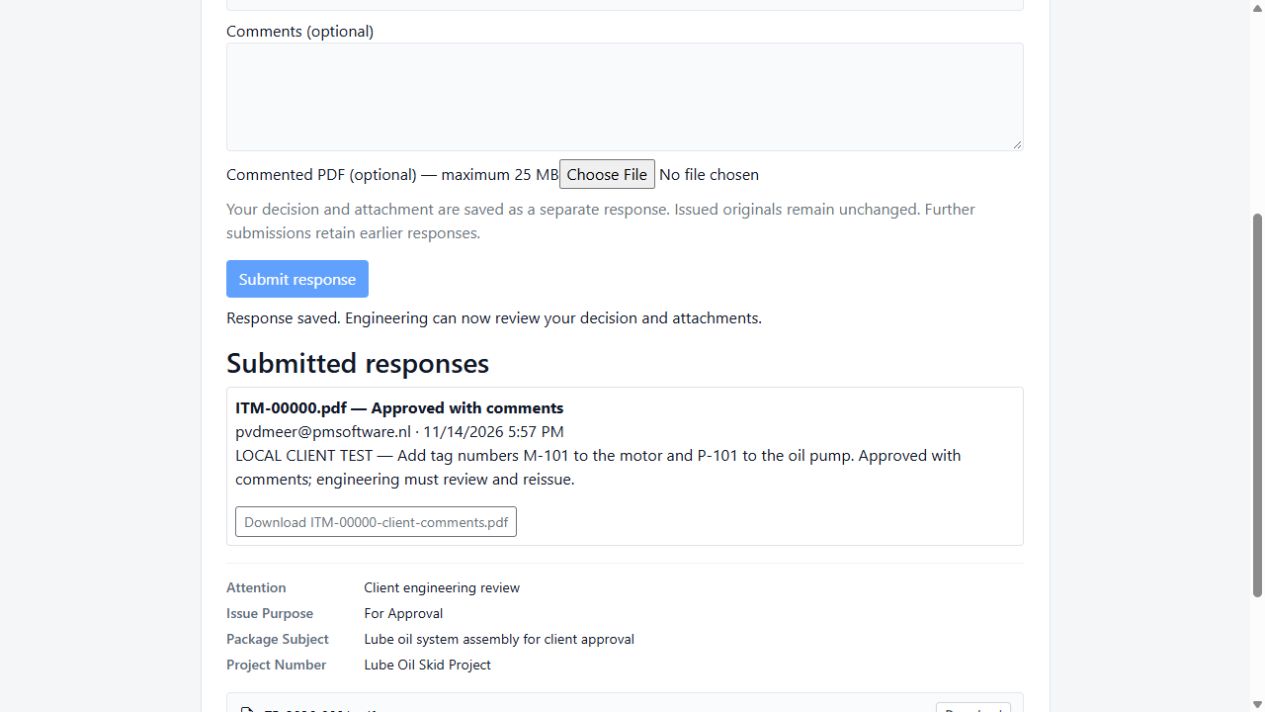 Comments (optional)
Commented PDF (optional) — maximum 25 MB Choose File No file chosen
Your decision and attachment are saved as a separate response. Issued originals remain unchanged. Further
submissions retain earlier responses.
Submit response
Response saved. Engineering can now review your decision and attachments.
Submitted responses
ITM-00000.pdf — Approved with comments
pvdmeer@pmsoftware.nl · 11/14/2026 5:57 PM
LOCAL CLIENT TEST — Add tag numbers M-101 to the motor and P-101 to the oil pump. Approved with
comments; engineering must review and reissue.
Download ITM-00000-client-comments.pdf
Attention Client engineering review
Issue Purpose For Approval
Package Subject Lube oil system assembly for client approval
Project Number Lube Oil Skid Project